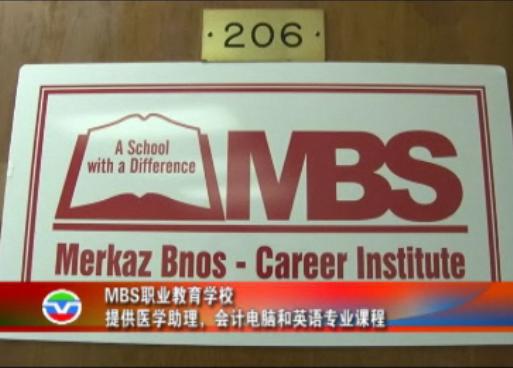 206
A School
with a Difference
MBS
Merkaz Bnos - Career Institute
MBS职业教育学校
提供医学助理，会计电脑和英语专业课程